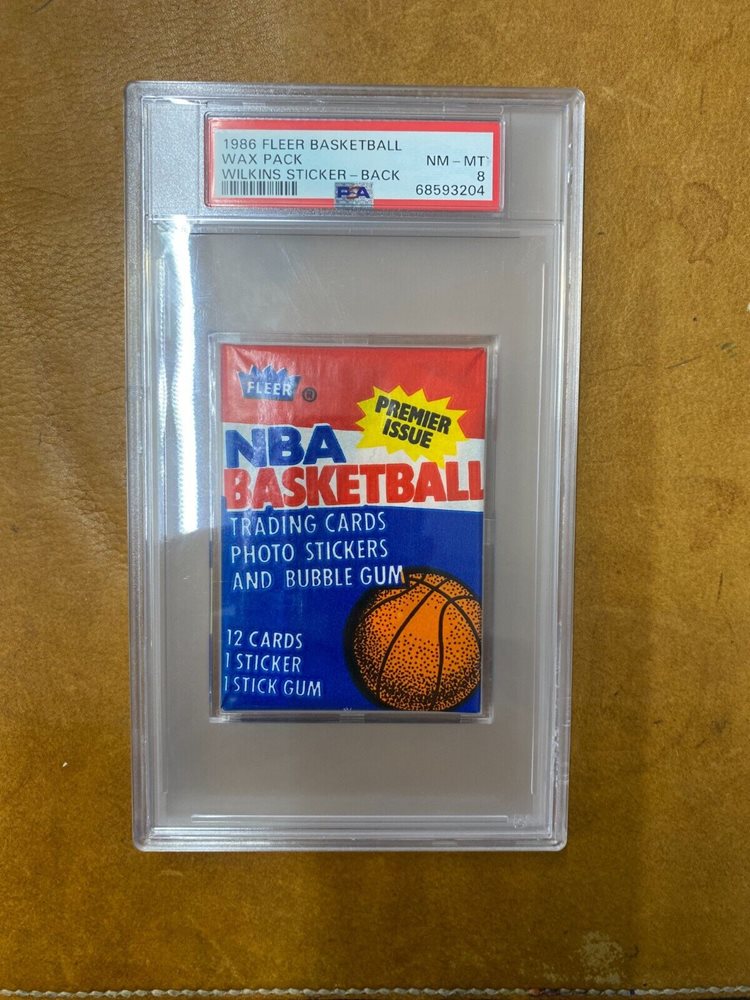 1986 FLEER BASKETBALL
WAX PACK NM-MT
WILKINS STICKER-BACK 8
PSA 68593204
FLEER ®
PREMIER
ISSUE
NBA
BASKETBALL
TRADING CARDS
PHOTO STICKERS
AND BUBBLE GUM
12 CARDS
1 STICKER
1 STICK GUM